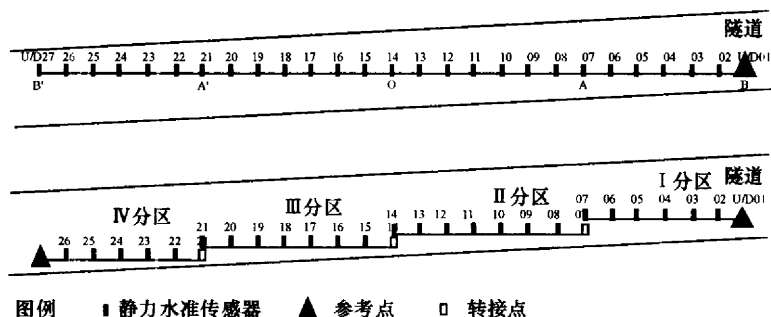 隧道
U/D27 26 25 24 23 22 21 20 19 18 17 16 15 14 13 12 11 10 09 08 07 06 05 04 03 02 U/D01
B' A' O A B
隧道
Ⅳ分区 Ⅲ分区 Ⅱ分区 Ⅰ分区
26 25 24 23 22 21 20 19 18 17 16 15 14 13 12 11 10 09 08 07 06 05 04 03 02 U/D01
图例 静力水准传感器 参考点 转接点